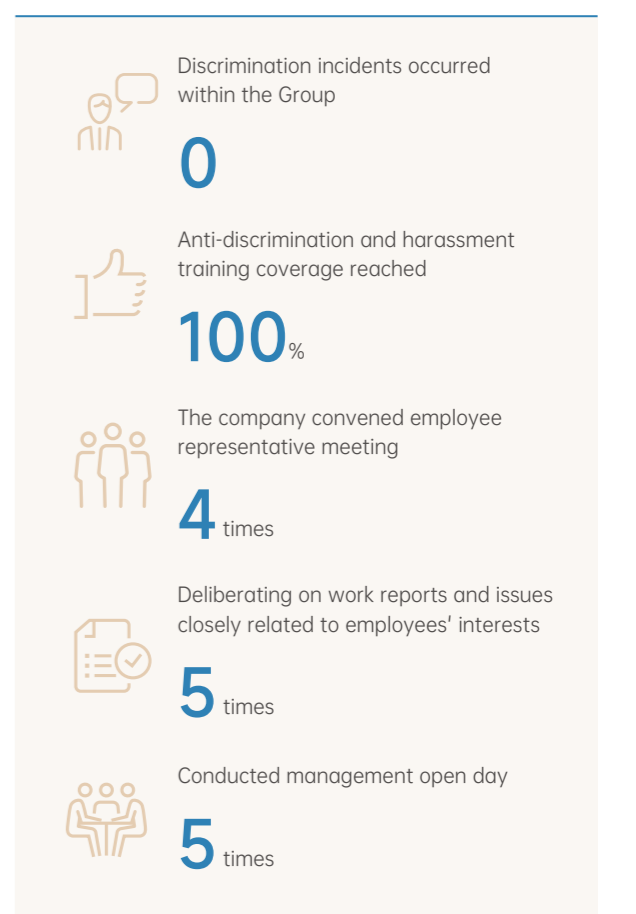 Discrimination incidents occurred
within the Group
0
Anti-discrimination and harassment
training coverage reached
100%
The company convened employee
representative meeting
4 times
Deliberating on work reports and issues
closely related to employees' interests
5 times
Conducted management open day
5 times